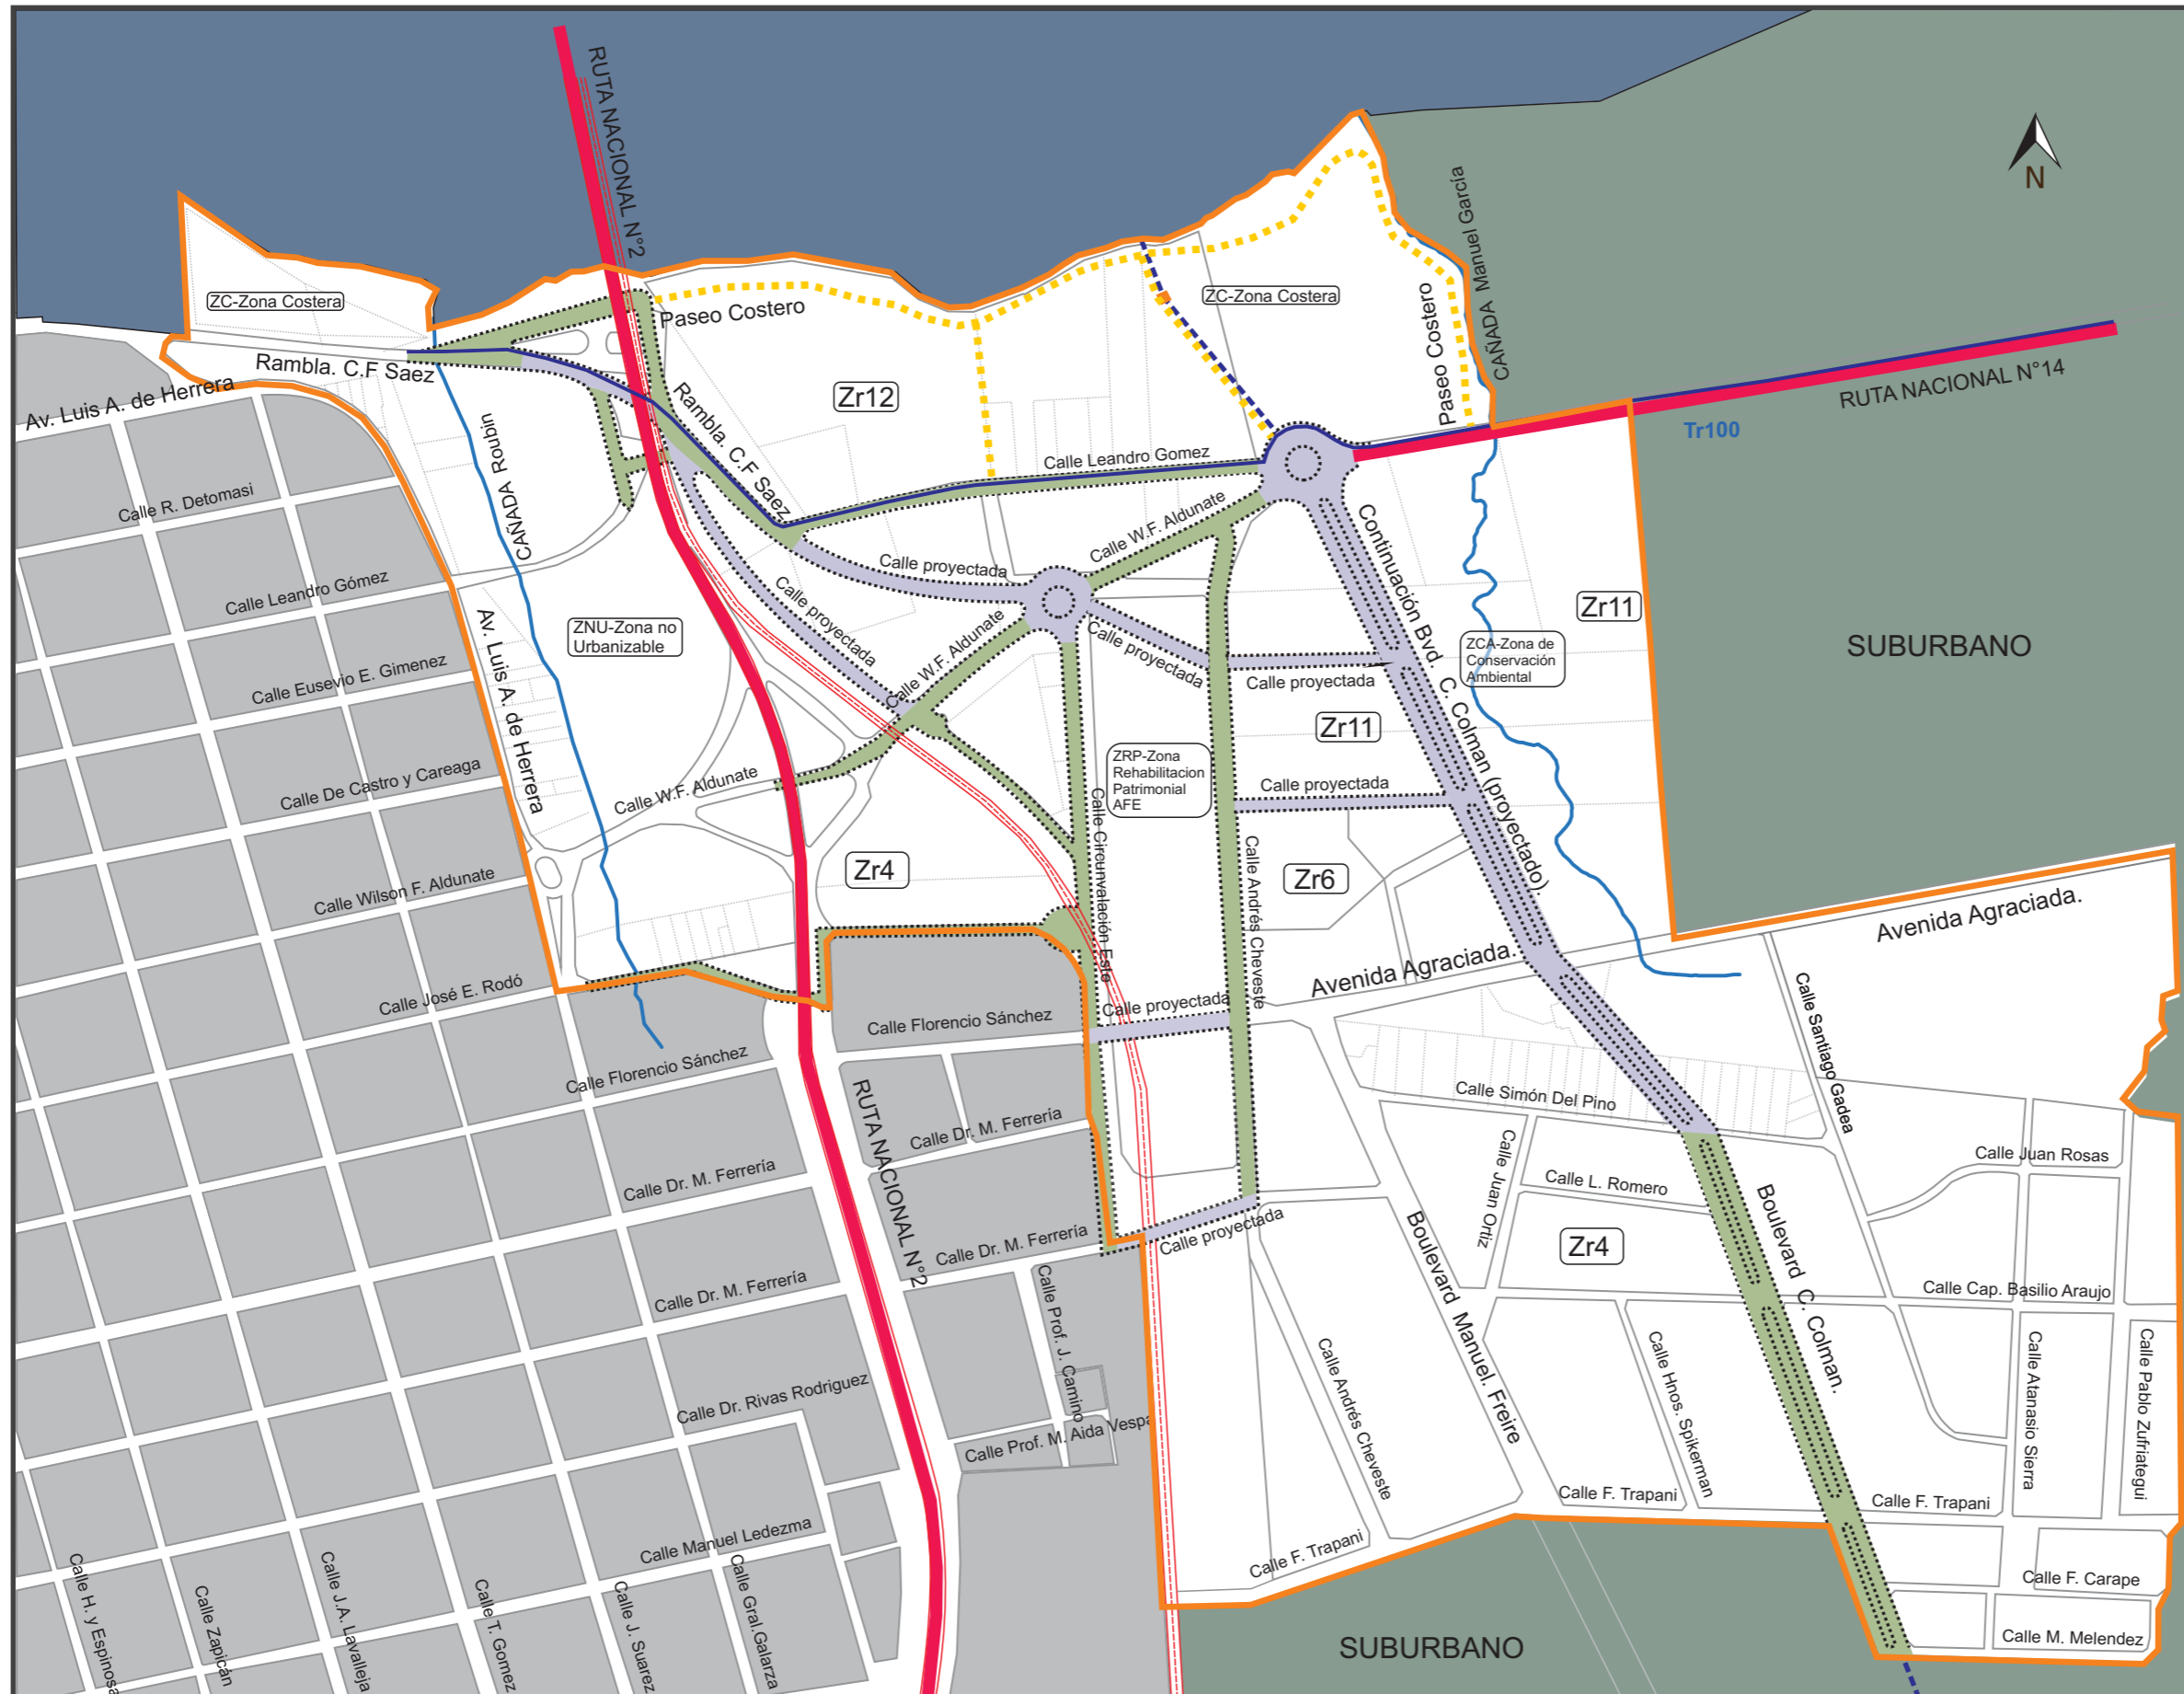 RUTA NACIONAL N°2
N
CAÑADA Manuel García
ZC-Zona Costera
ZC-Zona Costera
Paseo Costero
Paseo Costero
Rambla. C.F Saez
Av. Luis A. de Herrera
RUTA NACIONAL N°14
Tr100
Zr12
Rambla. C.F Saez
CAÑADA Roubin
Calle Leandro Gomez
Calle R. Detomasi
Calle W.F. Aldunate
Continuación Bvd. C. Colman (proyectado).
Calle proyectada
Calle proyectada
Calle Leandro Gómez
Zr11
ZNU-Zona no
Urbanizable
Av. Luis A. de Herrera
Calle W.F. Aldunate
Calle proyectada
Calle proyectada
ZCA-Zona de
Conservación
Ambiental
SUBURBANO
Calle Eusevio E. Gimenez
Zr11
Calle De Castro y Careaga
Calle W.F. Aldunate
ZRP-Zona
Rehabilitacion
Patrimonial
AFE
Calle proyectada
Calle Circunvalación Este
Calle Andrés Cheveste
Zr4
Zr6
Calle Wilson F. Aldunate
Avenida Agraciada.
Avenida Agraciada.
Calle José E. Rodó
Calle proyectada
Calle Florencio Sánchez
Calle Santiago Gadea
Calle Florencio Sánchez
RUTA NACIONAL N°2
Calle Simón Del Pino
Calle Dr. M. Ferrería
Calle Juan Ortiz
Calle Juan Rosas
Calle Dr. M. Ferrería
Calle L. Romero
Boulevard C. Colman.
Calle Dr. M. Ferrería
Calle proyectada
Boulevard Manuel. Freire
Zr4
Calle Dr. M. Ferrería
Calle Prof. J. Camino
Calle Cap. Basilio Araujo
Calle Andrés Cheveste
Calle Hnos. Spikerman
Calle Atanasio Sierra
Calle Pablo Zufriategui
Calle Dr. Rivas Rodriguez
Calle Prof. M. Aida Vespa
Calle F. Trapani
Calle F. Trapani
Calle Manuel Ledezma
Calle F. Trapani
Calle H. y Espinosa
Calle Zapicán
Calle J.A. Lavalleja
Calle T. Gomez
Calle J. Suarez
Calle Gral.Galarza
Calle F. Carape
SUBURBANO
Calle M. Melendez